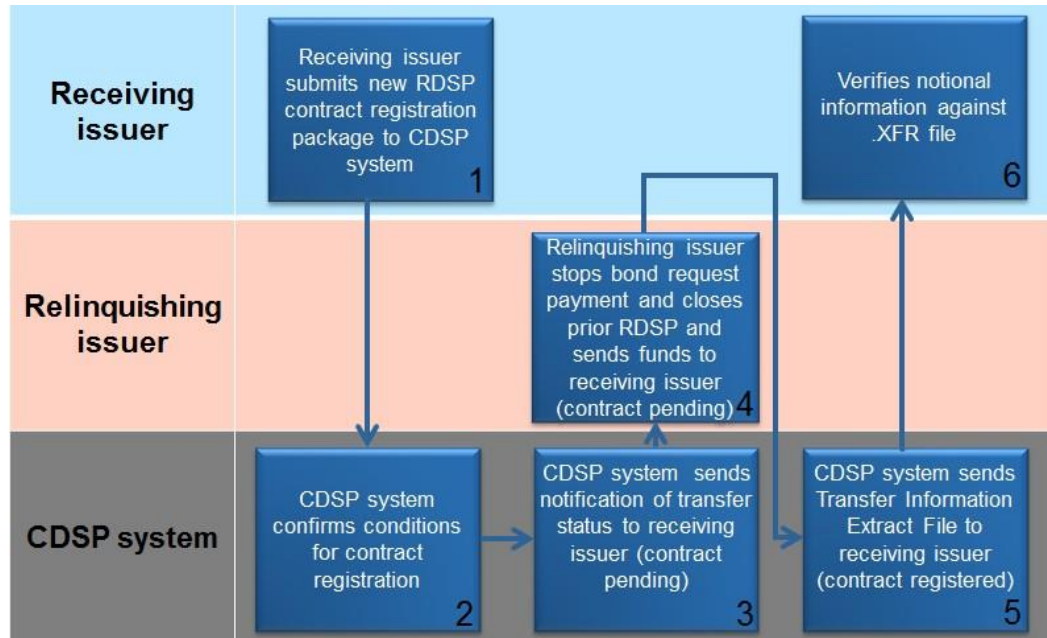 Receiving
issuer
Receiving issuer
submits new RDSP
contract registration
package to CDSP
system
1
Verifies notional
information against
.XFR file
6
Relinquishing
issuer
Relinquishing issuer
stops bond request
payment and closes
prior RDSP and
sends funds to
receiving issuer
(contract pending)
4
CDSP system
CDSP system
confirms conditions
for contract
registration
2
CDSP system sends
notification of transfer
status to receiving
issuer (contract
pending)
3
CDSP system sends
Transfer Information
Extract File to
receiving issuer
(contract registered)
5